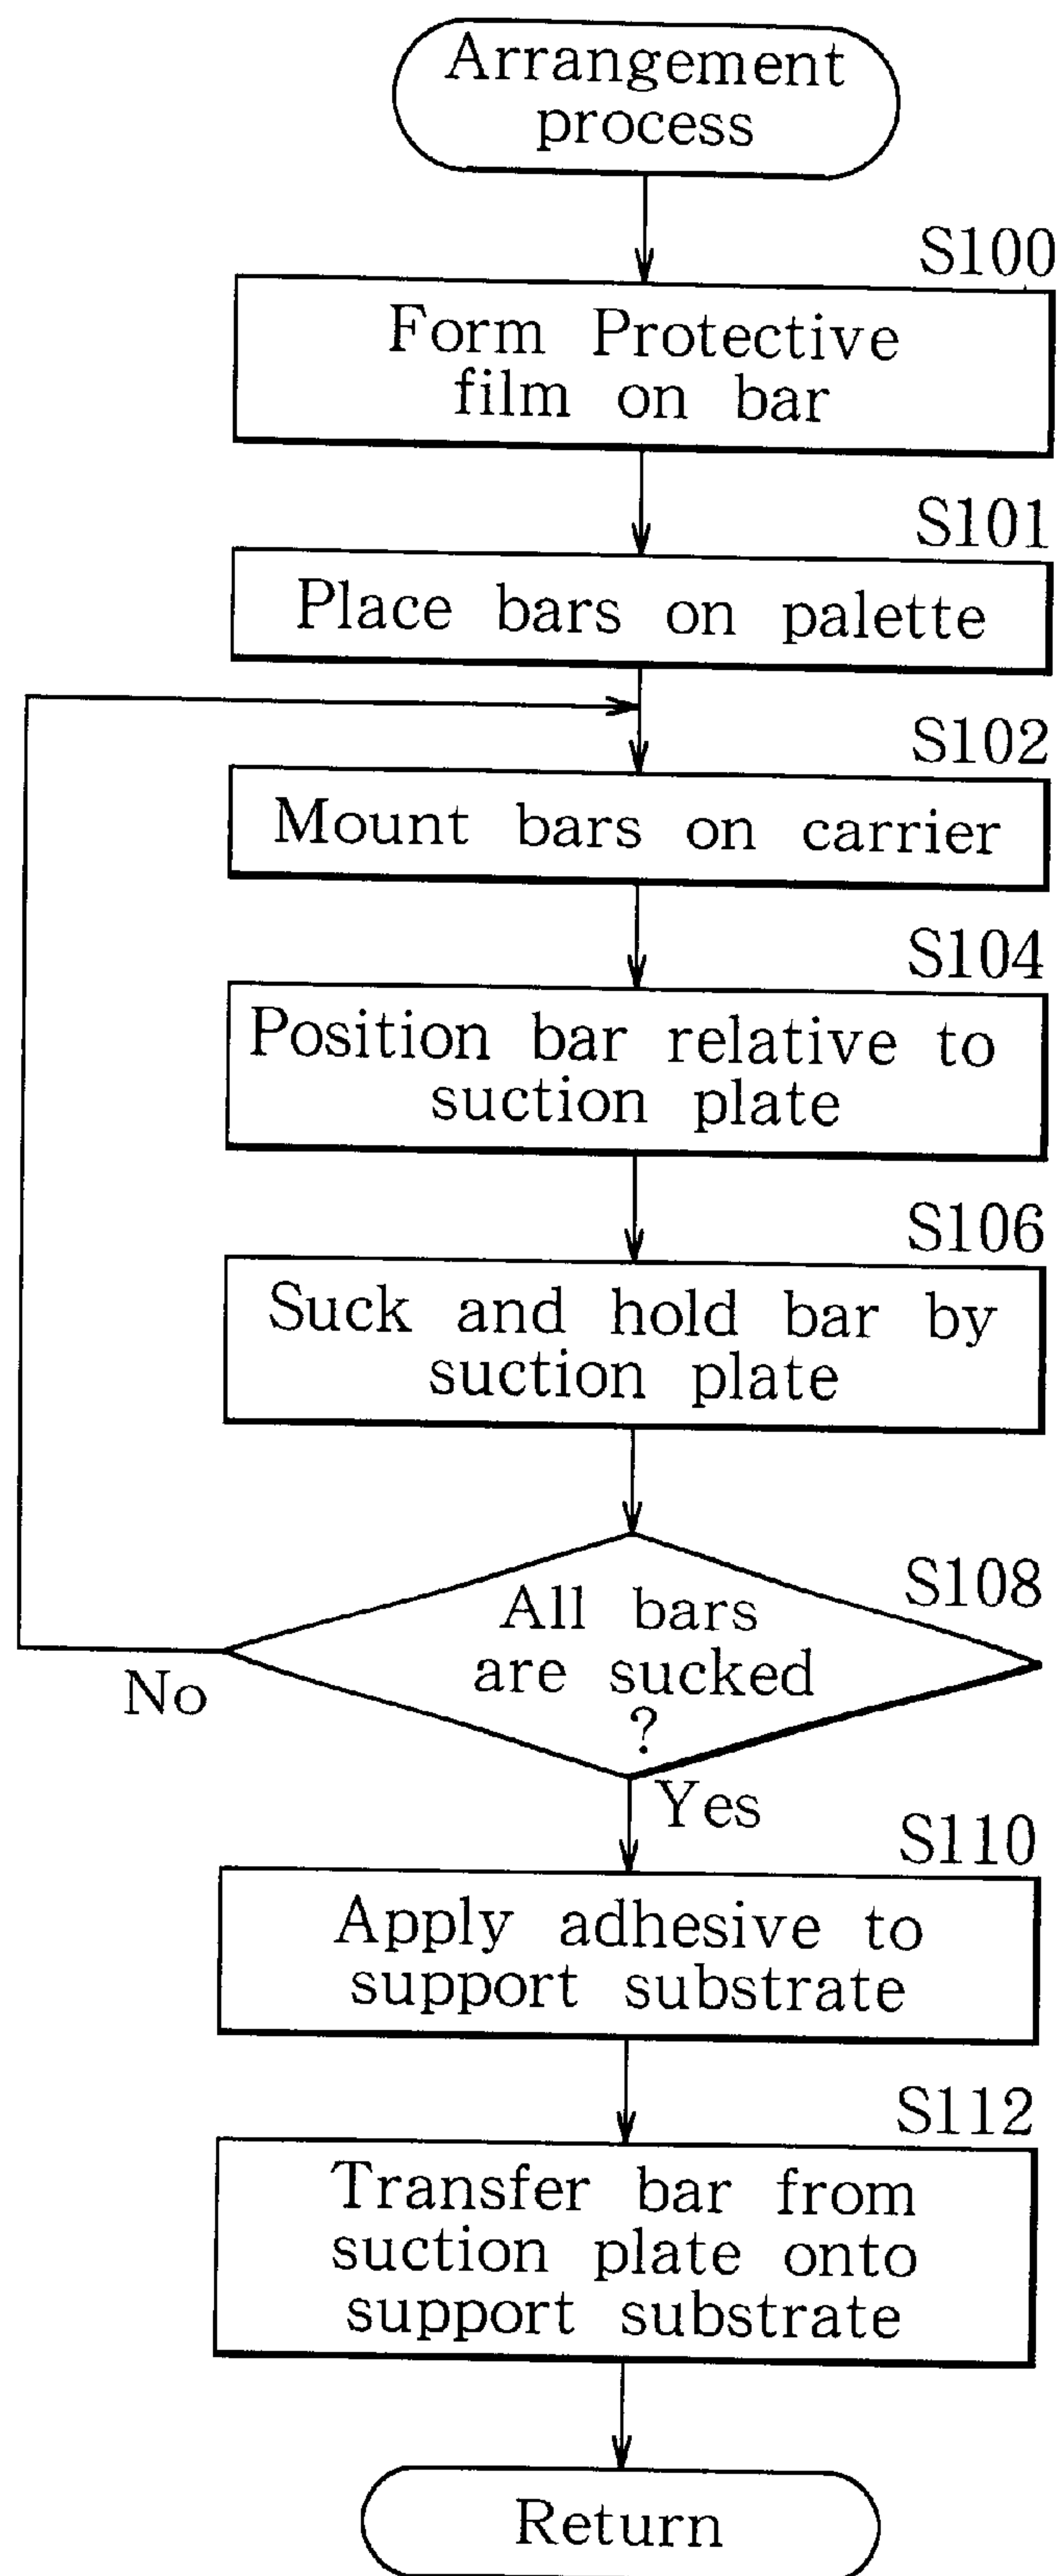 Arrangement
process
S100
Form Protective
film on bar
S101
Place bars on palette
S102
Mount bars on carrier
S104
Position bar relative to
suction plate
S106
Suck and hold bar by
suction plate
S108
All bars
are sucked
?
No
Yes
S110
Apply adhesive to
support substrate
S112
Transfer bar from
suction plate onto
support substrate
Return